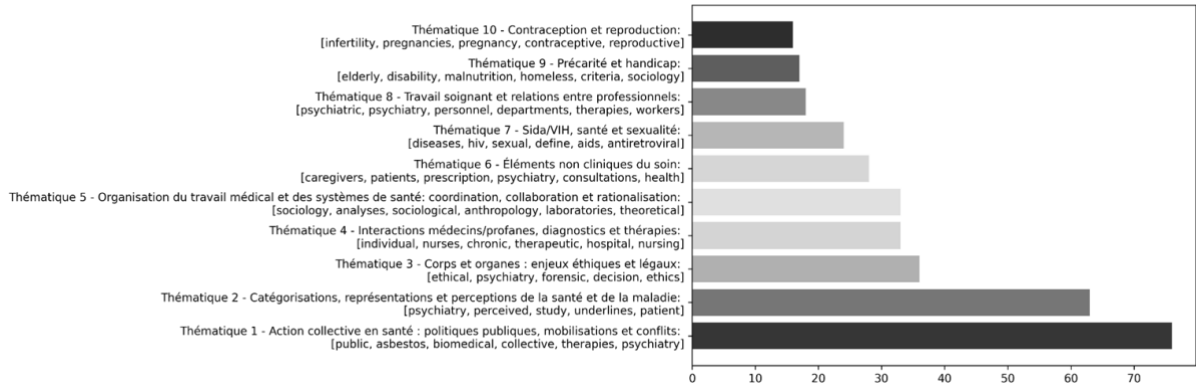 Thématique 10 - Contraception et reproduction:
[infertility, pregnancies, pregnancy, contraceptive, reproductive]
Thématique 9 - Précarité et handicap:
[elderly, disability, malnutrition, homeless, criteria, sociology]
Thématique 8 - Travail soignant et relations entre professionnels:
[psychiatric, psychiatry, personnel, departments, therapies, workers]
Thématique 7 - Sida/VIH, santé et sexualité:
[diseases, hiv, sexual, define, aids, antiretroviral]
Thématique 6 - Éléments non cliniques du soin:
[caregivers, patients, prescription, psychiatry, consultations, health]
Thématique 5 - Organisation du travail médical et des systèmes de santé: coordination, collaboration et rationalisation:
[sociology, analyses, sociological, anthropology, laboratories, theoretical]
Thématique 4 - Interactions médecins/profanes, diagnostics et thérapies:
[individual, nurses, chronic, therapeutic, hospital, nursing]
Thématique 3 - Corps et organes : enjeux éthiques et légaux:
[ethical, psychiatry, forensic, decision, ethics]
Thématique 2 - Catégorisations, représentations et perceptions de la santé et de la maladie:
[psychiatry, perceived, study, underlines, patient]
Thématique 1 - Action collective en santé : politiques publiques, mobilisations et conflits:
[public, asbestos, biomedical, collective, therapies, psychiatry]
0 10 20 30 40 50 60 70